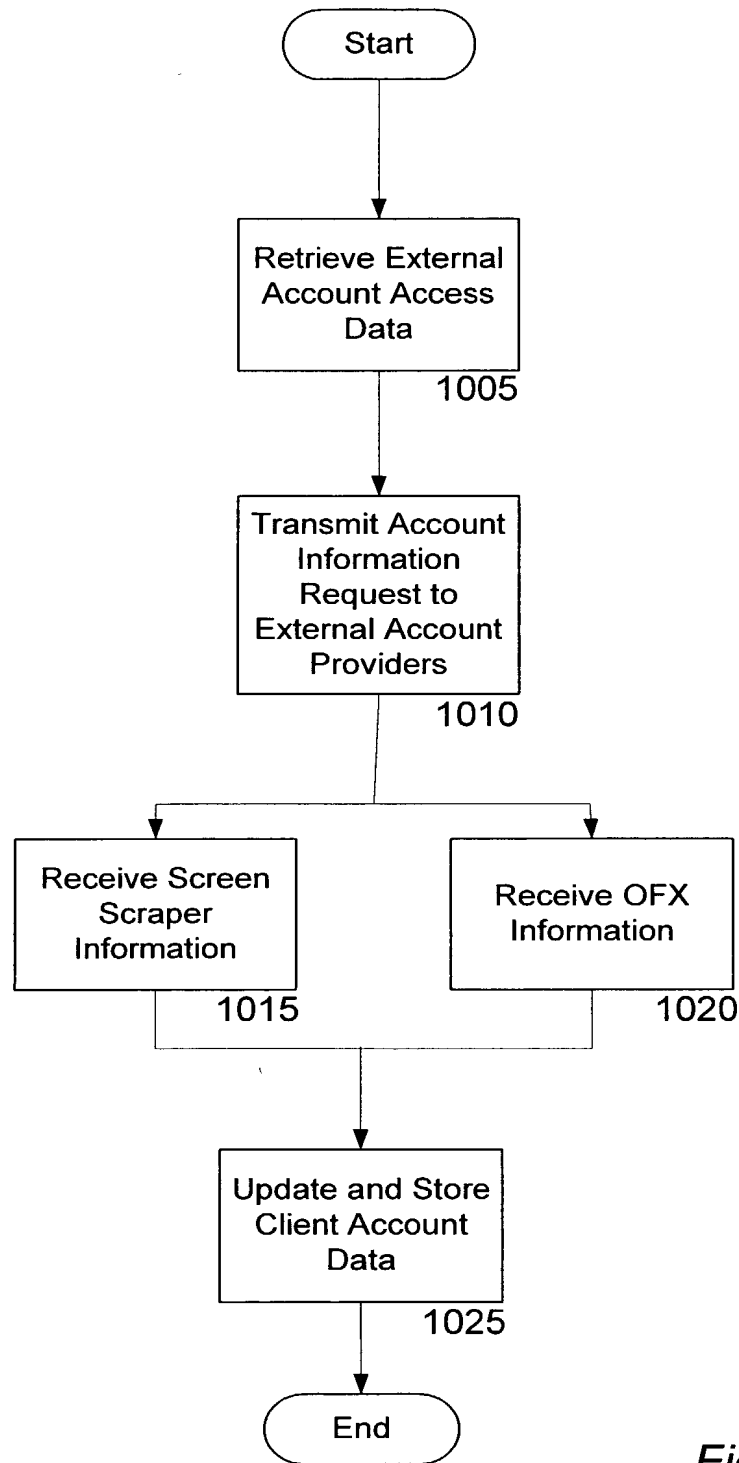 Start
Retrieve External
Account Access
Data
1005
Transmit Account
Information
Request to
External Account
Providers
1010
Receive Screen
Scraper
Information
1015
Receive OFX
Information
1020
Update and Store
Client Account
Data
1025
End